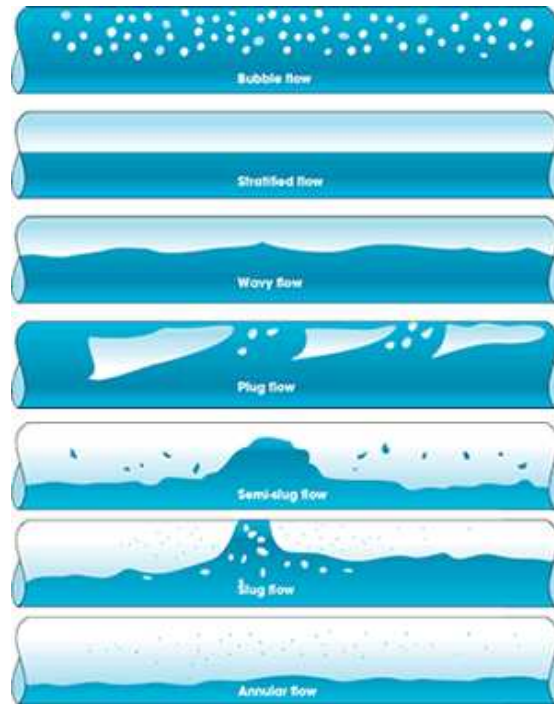 Bubble flow
Stratified flow
Wavy flow
Plug flow
Semi-slug flow
Slug flow
Annular flow